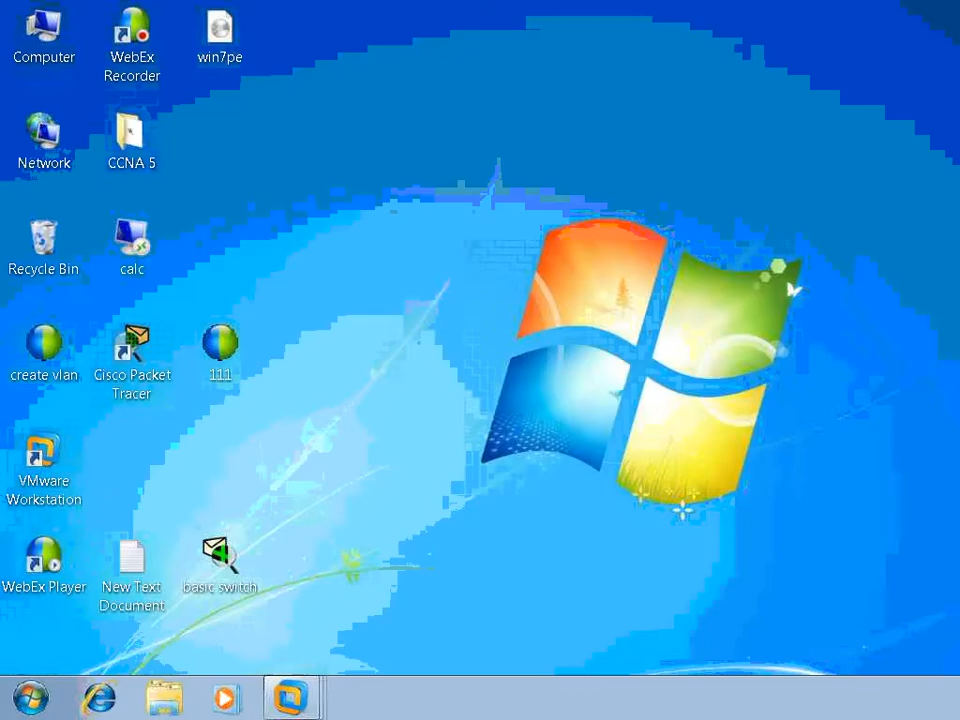 Computer
WebEx
Recorder
win7pe
Network
CCNA 5
Recycle Bin
calc
create vlan
Cisco Packet
Tracer
111
VMware
Workstation
WebEx Player
New Text
Document
basic switch